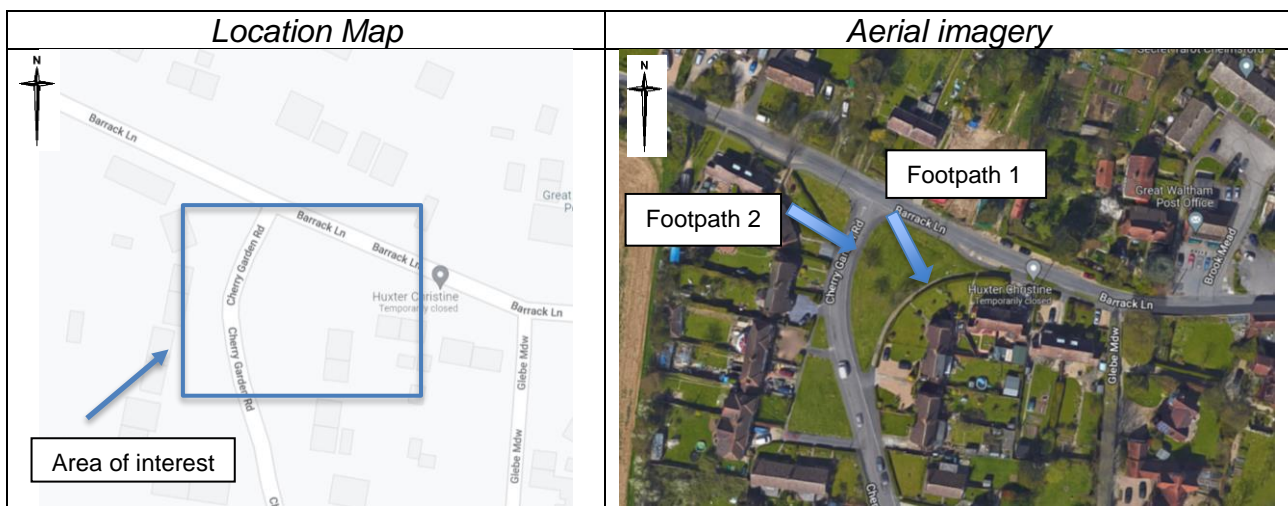 Location Map
Aerial imagery
N
Barrack Ln
Great
Po
Cherry Garden Rd
Barrack Ln
Barrack Ln
Huxter Christine
Temporarily closed
Barrack Ln
Cherry Garden Rd
Glebe Mdw
Area of interest
N
Footpath 1
Footpath 2
Great Waltham
Post Office
Barrack Ln
Brook Mead
Huxter Christine
Temporarily closed
Barrack Ln
Glebe Mdw